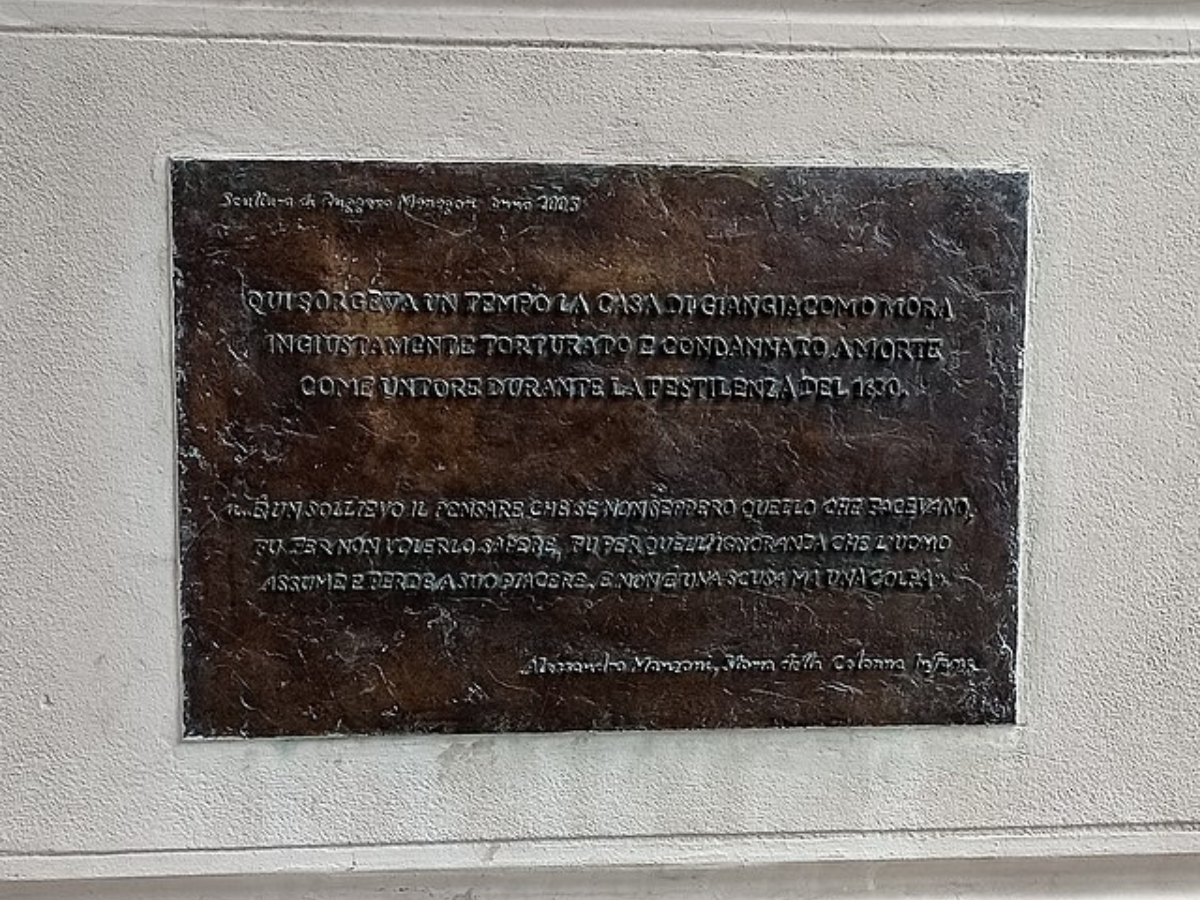 Scultura di Ruggero Menegon anno 2005
QUI SORGEVA UN TEMPO LA CASA DI GIANGIACOMO MORA
INGIUSTAMENTE TORTURATO E CONDANNATO A MORTE
COME UNTORE DURANTE LA PESTILENZA DEL 1630.
«...È UN SOLLIEVO IL PENSARE CHE SE NON SEPPERO QUELLO CHE FACEVANO,
FU PER NON VOLERLO SAPERE, FU PER QUELL'IGNORANZA CHE L'UOMO
ASSUME E PERDE A SUO PIACERE, E NON È UNA SCUSA MA UNA COLPA».
Alessandro Manzoni, Storia della Colonna Infame